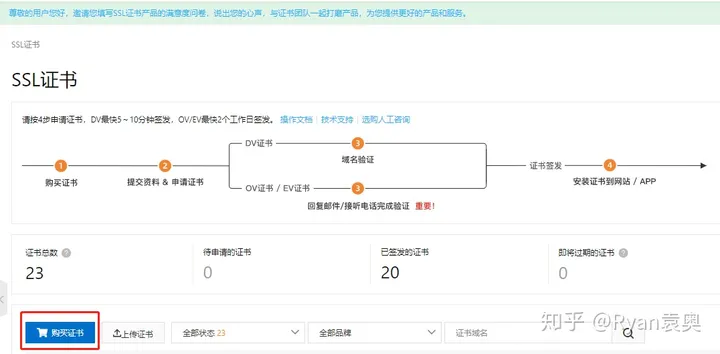 尊敬的用户您好，邀请您填写SSL证书产品的满意度问卷，说出您的心声，与证书团队一起打磨产品，为您提供更好的产品和服务。
SSL证书
SSL证书
请按4步申请证书，DV最快5～10分钟签发，OV/EV最快2个工作日签发。 操作文档 | 技术支持 | 选购人工咨询
DV证书
3
域名验证
1
购买证书
2
提交资料 & 申请证书
证书签发
4
安装证书到网站 / APP
OV证书 / EV证书
3
回复邮件/接听电话完成验证 重要！
证书总数 ?
23
待申请的证书
0
已签发的证书
20
即将过期的证书 ?
0
购买证书 上传证书 全部状态 23 全部品牌 证书域名
知乎 @Ryan袁奥